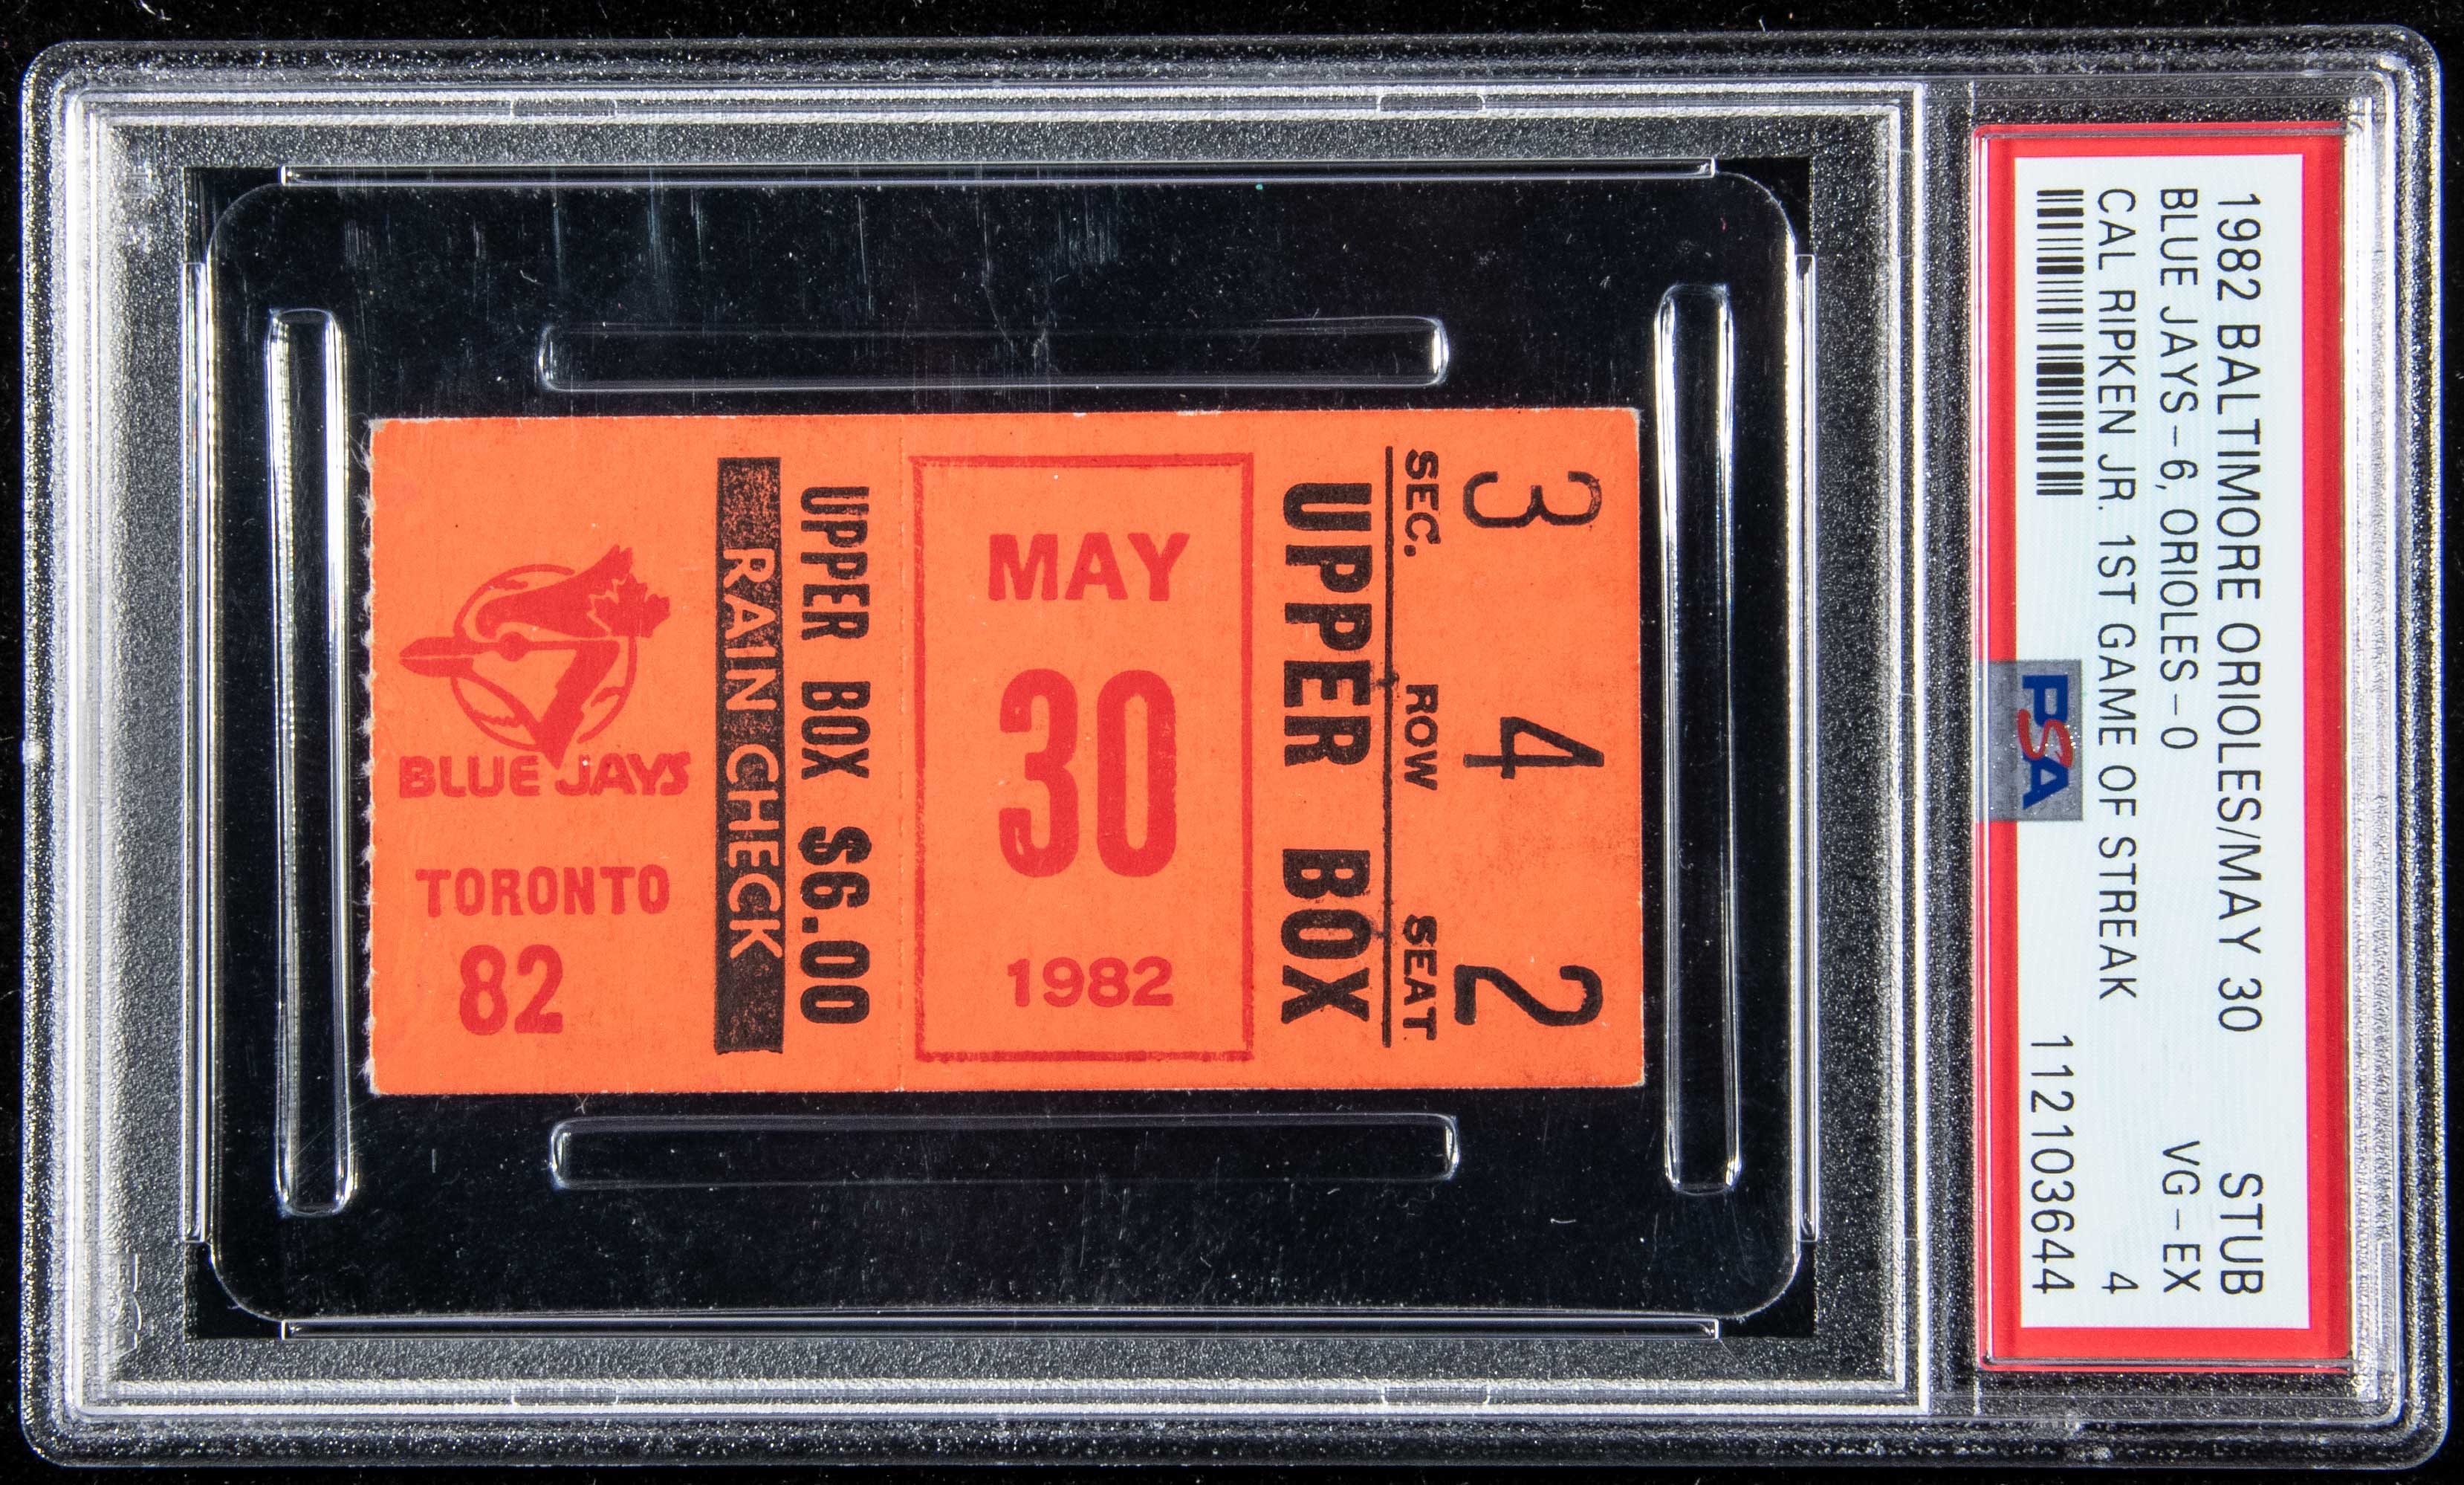 1982 BALTIMORE ORIOLES/MAY 30 STUB
BLUE JAYS-6, ORIOLES-0 VG-EX
CAL RIPKEN JR. 1ST GAME OF STREAK 4
112103644
PSA
3 4 2
SEC. ROW SEAT
UPPER BOX
MAY 30 1982
UPPER BOX $6.00
RAIN CHECK
BLUE JAYS
TORONTO
82